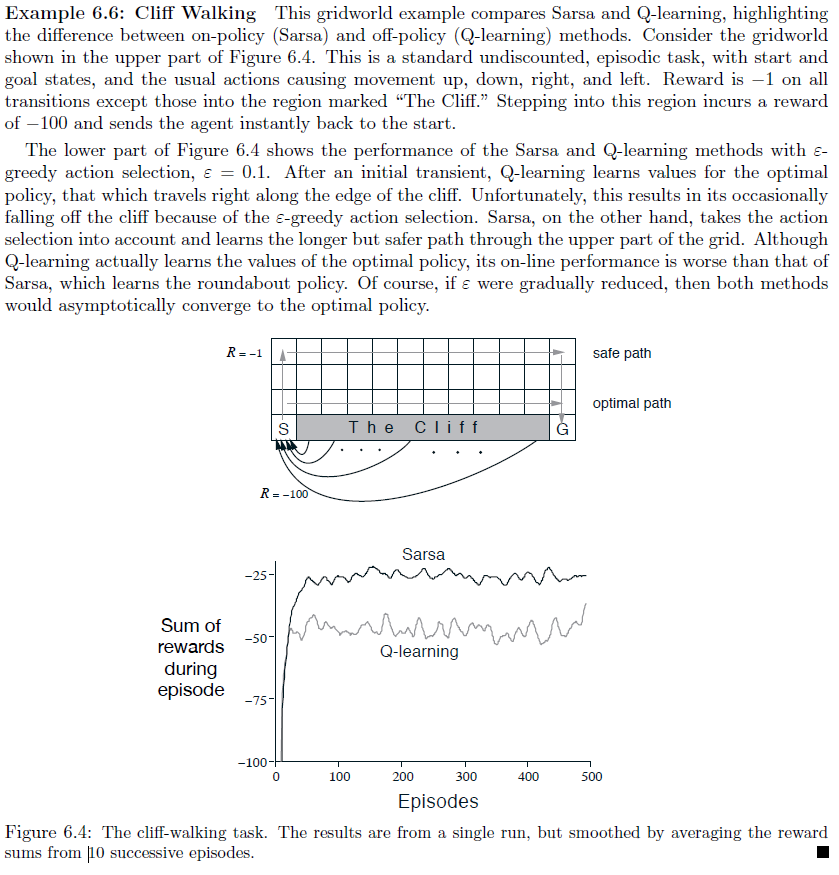 Example 6.6: Cliff Walking This gridworld example compares Sarsa and Q-learning, highlighting
the difference between on-policy (Sarsa) and off-policy (Q-learning) methods. Consider the gridworld
shown in the upper part of Figure 6.4. This is a standard undiscounted, episodic task, with start and
goal states, and the usual actions causing movement up, down, right, and left. Reward is −1 on all
transitions except those into the region marked “The Cliff.” Stepping into this region incurs a reward
of −100 and sends the agent instantly back to the start.
The lower part of Figure 6.4 shows the performance of the Sarsa and Q-learning methods with ε-
greedy action selection, ε = 0.1. After an initial transient, Q-learning learns values for the optimal
policy, that which travels right along the edge of the cliff. Unfortunately, this results in its occasionally
falling off the cliff because of the ε-greedy action selection. Sarsa, on the other hand, takes the action
selection into account and learns the longer but safer path through the upper part of the grid. Although
Q-learning actually learns the values of the optimal policy, its on-line performance is worse than that of
Sarsa, which learns the roundabout policy. Of course, if ε were gradually reduced, then both methods
would asymptotically converge to the optimal policy.
R = −1
safe path
optimal path
S The Cliff G
. . . . . .
R = −100
Sarsa
−25
Sum of
rewards
during
episode
−50
Q-learning
−75
−100
0 100 200 300 400 500
Episodes
Figure 6.4: The cliff-walking task. The results are from a single run, but smoothed by averaging the reward
sums from 10 successive episodes.